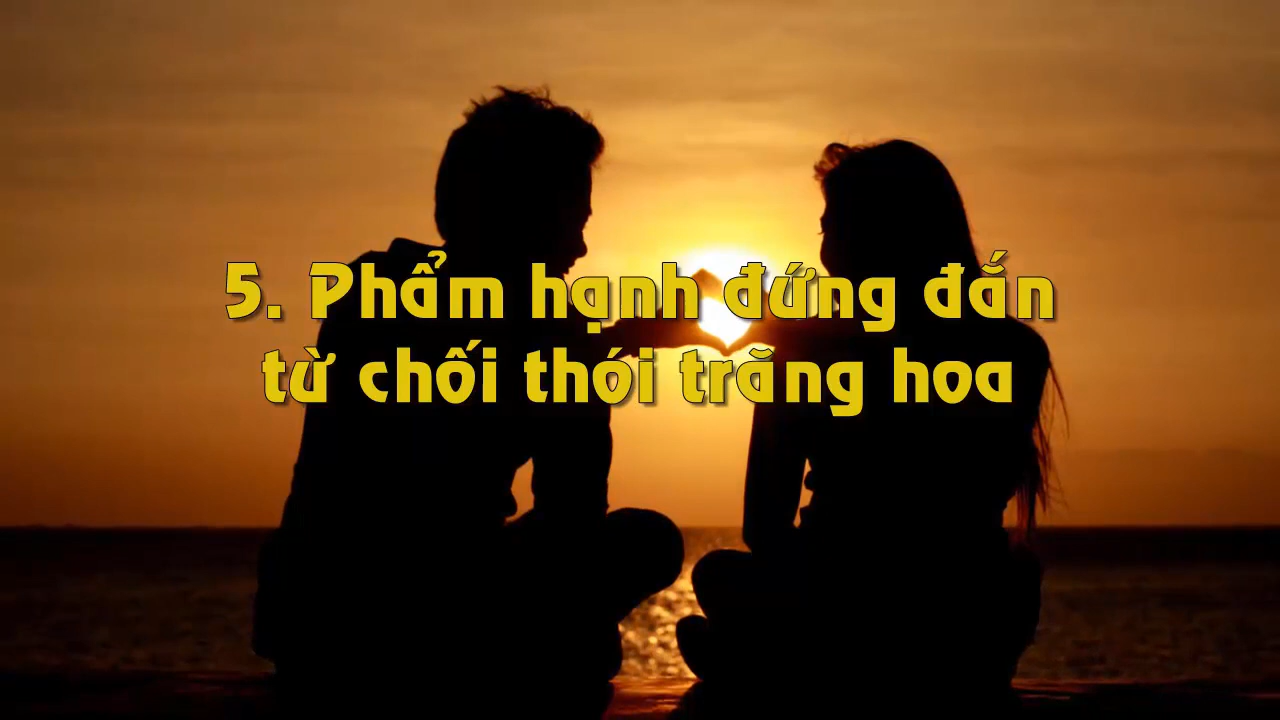 5. Phẩm hạnh đứng đắn
từ chối thói trăng hoa